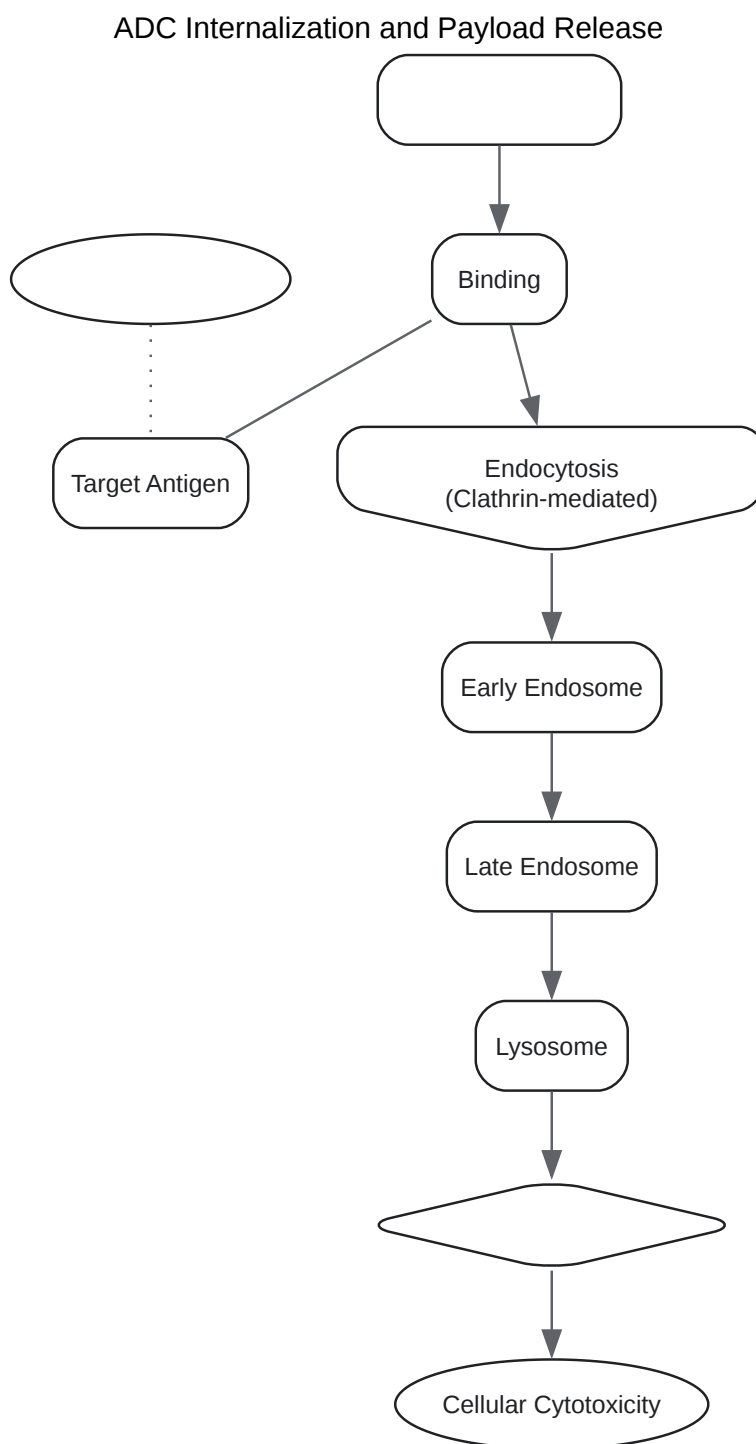 ADC Internalization and Payload Release
Binding
Target Antigen
Endocytosis
(Clathrin-mediated)
Early Endosome
Late Endosome
Lysosome
Cellular Cytotoxicity